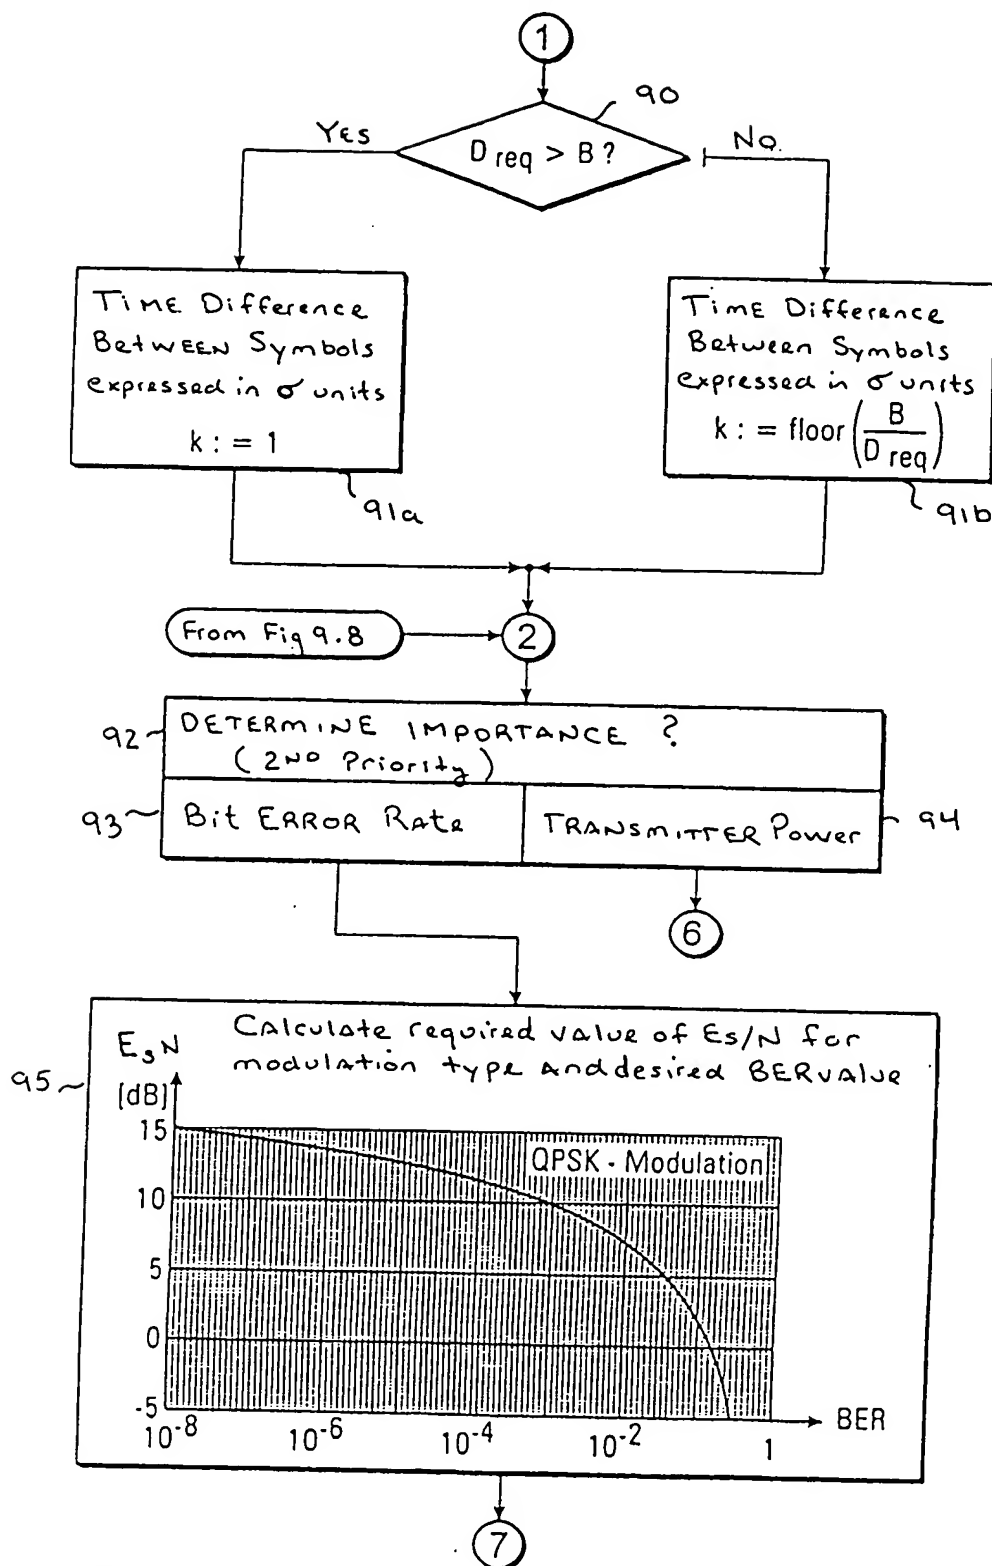 1
90
YES
D req > B ?
NO.
TIME Difference
BetWEEN Symbols
expressed in σ units
k : = 1
91a
TIME Difference
Between Symbols
expressed in σ units
k : = floor ( B / D req )
91b
From Fig 9.8
2
92
DETERMINE IMPORTANCE ?
( 2ND Priority )
93
Bit ERROR Rate
TRANSMITTER Power
94
6
95
EsN
[dB]
Calculate required value of Es/N for
modulation type and desired BER VALUE
QPSK - Modulation
15
10
5
0
-5
10⁻⁸
10⁻⁶
10⁻⁴
10⁻²
1
BER
7